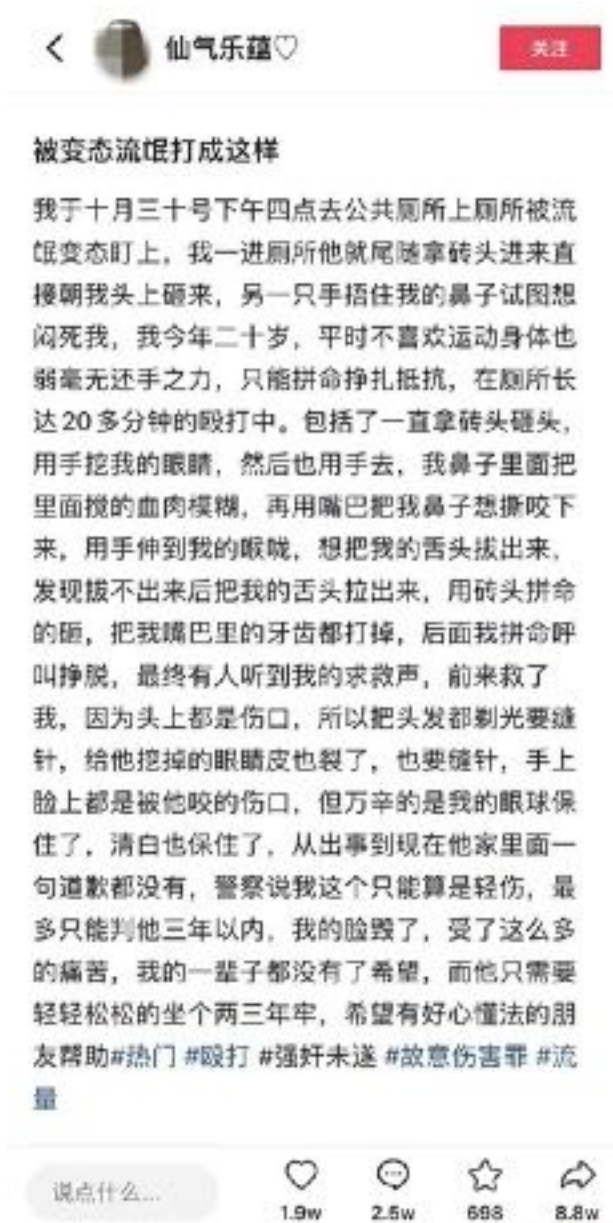 仙气乐蕴♡
关注
被变态流氓打成这样
我于十月三十号下午四点去公共厕所上厕所被流
氓变态盯上，我一进厕所他就尾随拿砖头进来直
接朝我头上砸来，另一只手捂住我的鼻子试图想
闷死我，我今年二十岁，平时不喜欢运动身体也
弱毫无还手之力，只能拼命挣扎抵抗，在厕所长
达20多分钟的殴打中。包括了一直拿砖头砸头，
用手挖我的眼睛，然后也用手去，我鼻子里面把
里面搅的血肉模糊，再用嘴巴把我鼻子想撕咬下
来，用手伸到我的喉咙，想把我的舌头拔出来，
发现拔不出来后把我的舌头拉出来，用砖头拼命
的砸，把我嘴巴里的牙齿都打掉，后面我拼命呼
叫挣脱，最终有人听到我的求救声，前来救了
我，因为头上都是伤口，所以把头发都剃光要缝
针，给他挖掉的眼睛皮也裂了，也要缝针，手上
脸上都是被他咬的伤口，但万辛的是我的眼球保
住了，清白也保住了，从出事到现在他家里面一
句道歉都没有，警察说我这个只能算是轻伤，最
多只能判他三年以内，我的脸毁了，受了这么多
的痛苦，我的一辈子都没有了希望，而他只需要
轻轻松松的坐个两三年牢，希望有好心懂法的朋
友帮助#热门 #殴打 #强奸未遂 #故意伤害罪 #流
量
说点什么...
1.9w
2.5w
698
8.8w